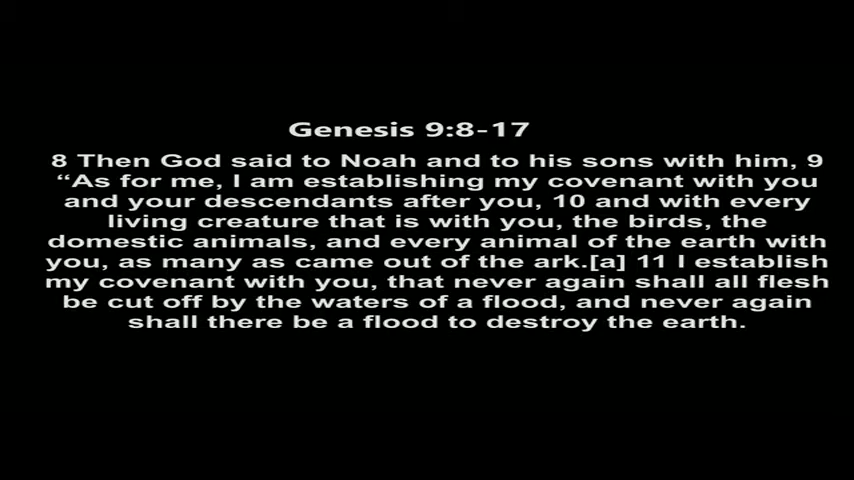 Genesis 9:8-17
8 Then God said to Noah and to his sons with him, 9
“As for me, I am establishing my covenant with you
and your descendants after you, 10 and with every
living creature that is with you, the birds, the
domestic animals, and every animal of the earth with
you, as many as came out of the ark.[a] 11 I establish
my covenant with you, that never again shall all flesh
be cut off by the waters of a flood, and never again
shall there be a flood to destroy the earth.